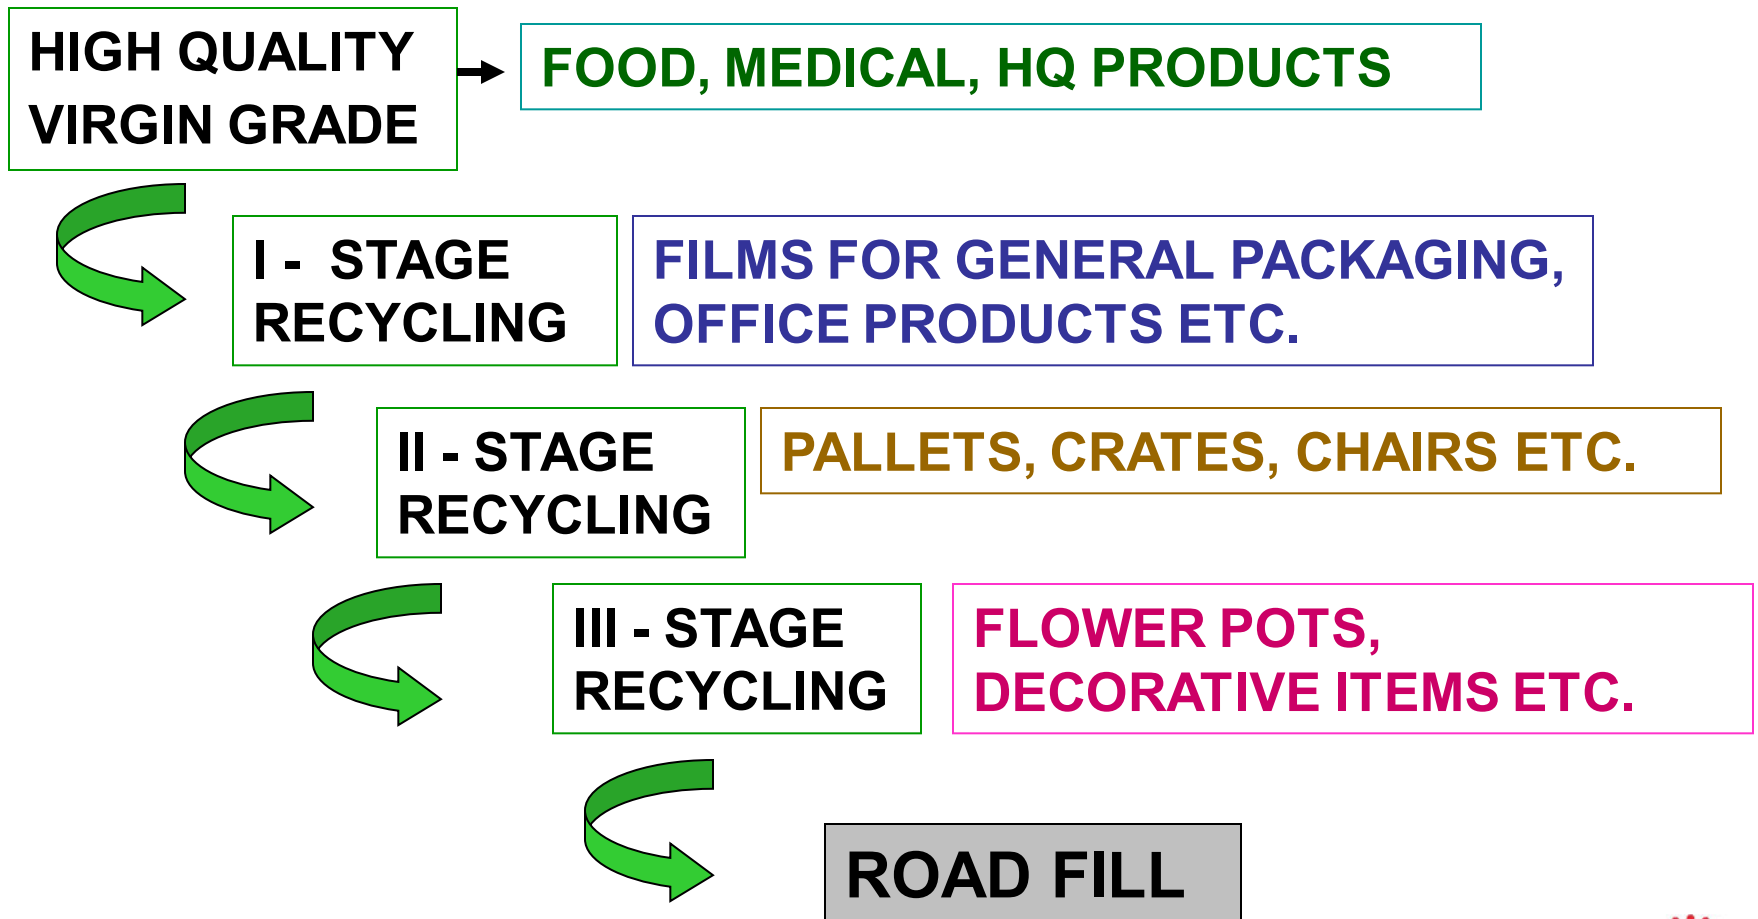 HIGH QUALITY
VIRGIN GRADE
FOOD, MEDICAL, HQ PRODUCTS
I - STAGE
RECYCLING
FILMS FOR GENERAL PACKAGING,
OFFICE PRODUCTS ETC.
II - STAGE
RECYCLING
PALLETS, CRATES, CHAIRS ETC.
III - STAGE
RECYCLING
FLOWER POTS,
DECORATIVE ITEMS ETC.
ROAD FILL